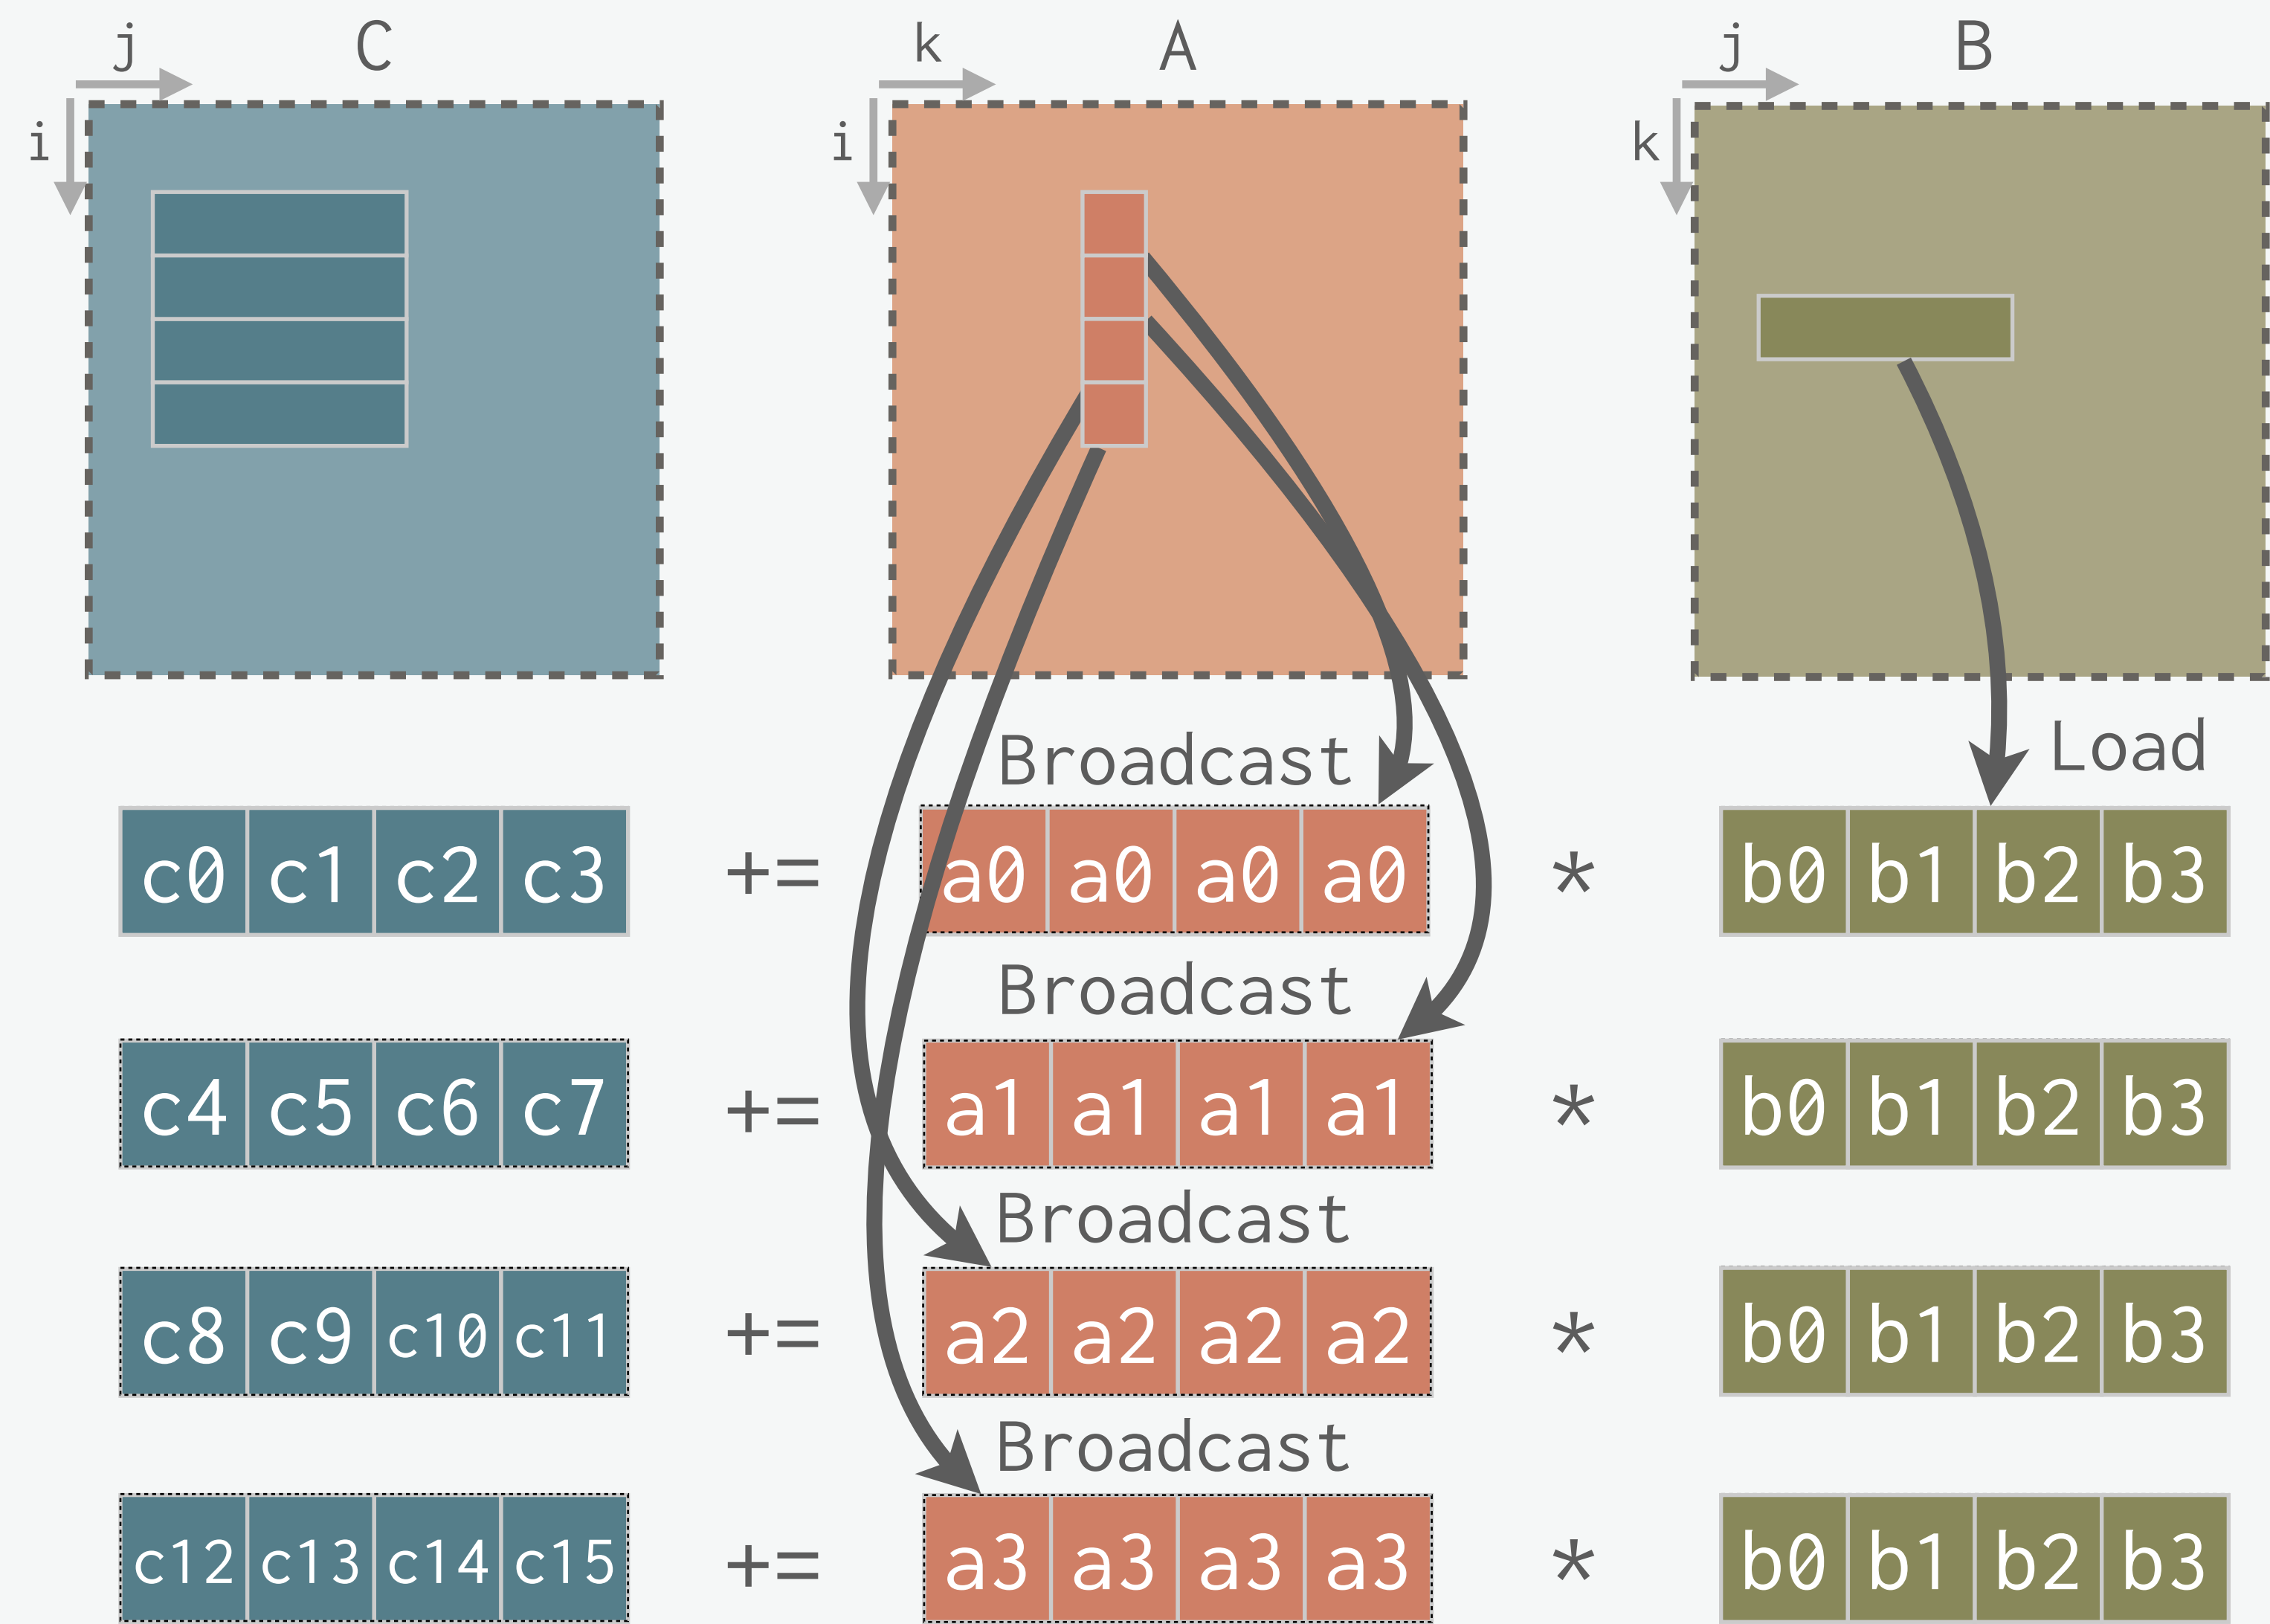 j C k A j B
i i k
Broadcast Load
c0 c1 c2 c3 += a0 a0 a0 a0 * b0 b1 b2 b3
Broadcast
c4 c5 c6 c7 += a1 a1 a1 a1 * b0 b1 b2 b3
Broadcast
c8 c9 c10 c11 += a2 a2 a2 a2 * b0 b1 b2 b3
Broadcast
c12 c13 c14 c15 += a3 a3 a3 a3 * b0 b1 b2 b3